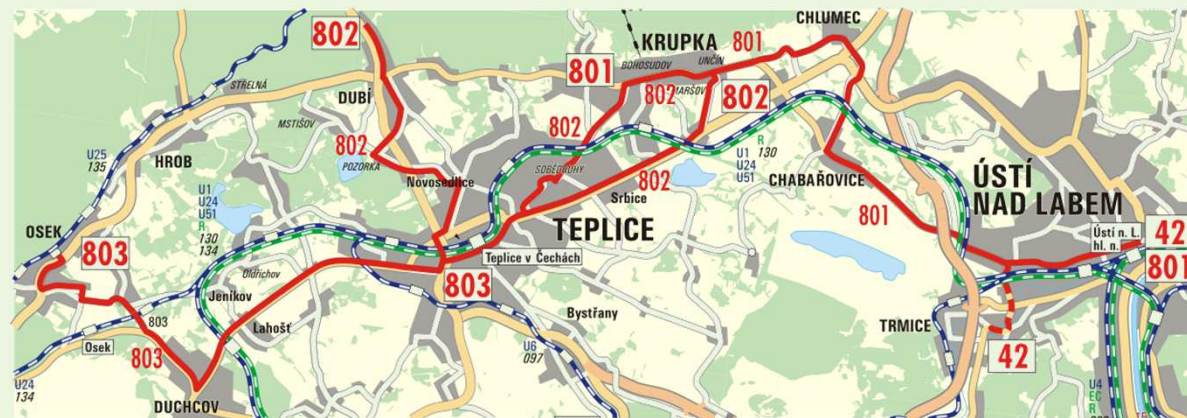 CHLUMEC
802
KRUPKA
801
UNČÍN
BOHOSUDOV
801
802
MARŠOV
802
STŘELNÁ
DUBÍ
MSTIŠOV
802
802
U25
135
HROB
POZORKA
SOBĚDRUHY
R
130
U1
U24
U51
Novosedlice
802
Srbice
CHABAŘOVICE
ÚSTÍ
NAD LABEM
U1
U24
U51
R
130
134
801
OSEK
TEPLICE
Ústí n. L.
hl. n.
42
801
803
Teplice v Čechách
Oldřichov
803
Jeníkov
Bystřany
803
Lahošť
TRMICE
Osek
803
U6
097
42
U24
134
U4
EC
R
DUCHCOV